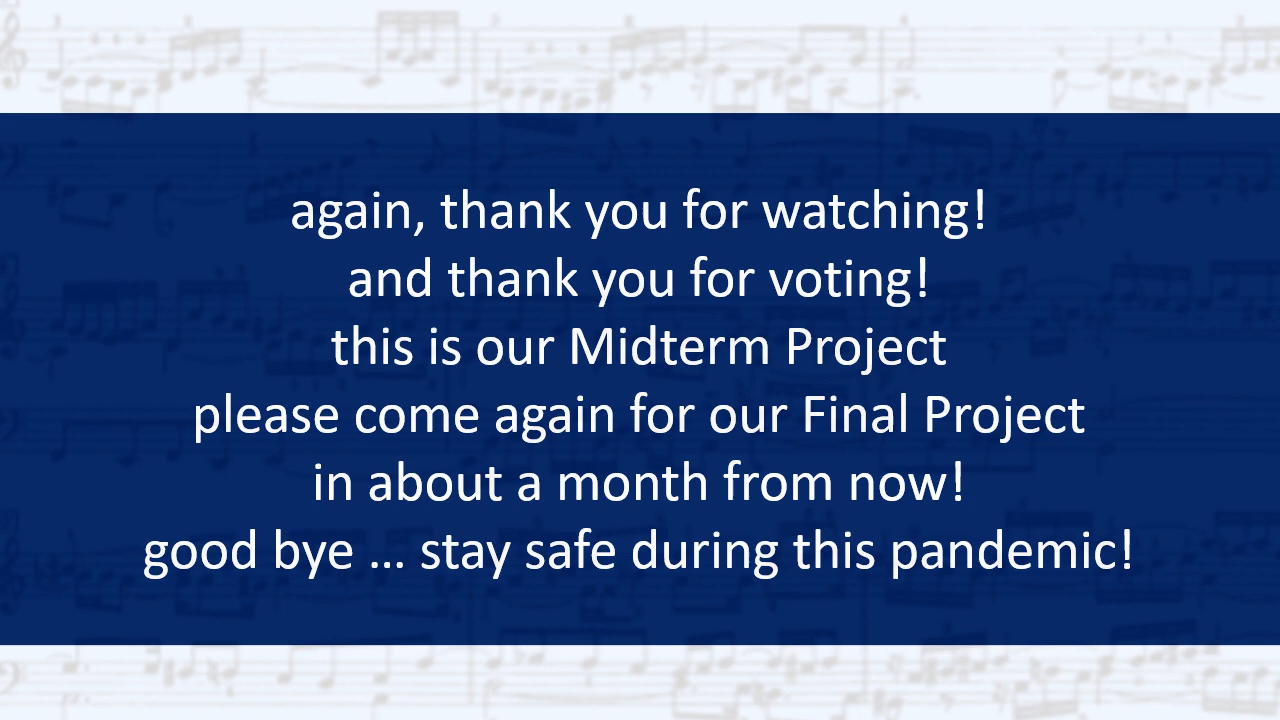 again, thank you for watching!
and thank you for voting!
this is our Midterm Project
please come again for our Final Project
in about a month from now!
good bye ... stay safe during this pandemic!